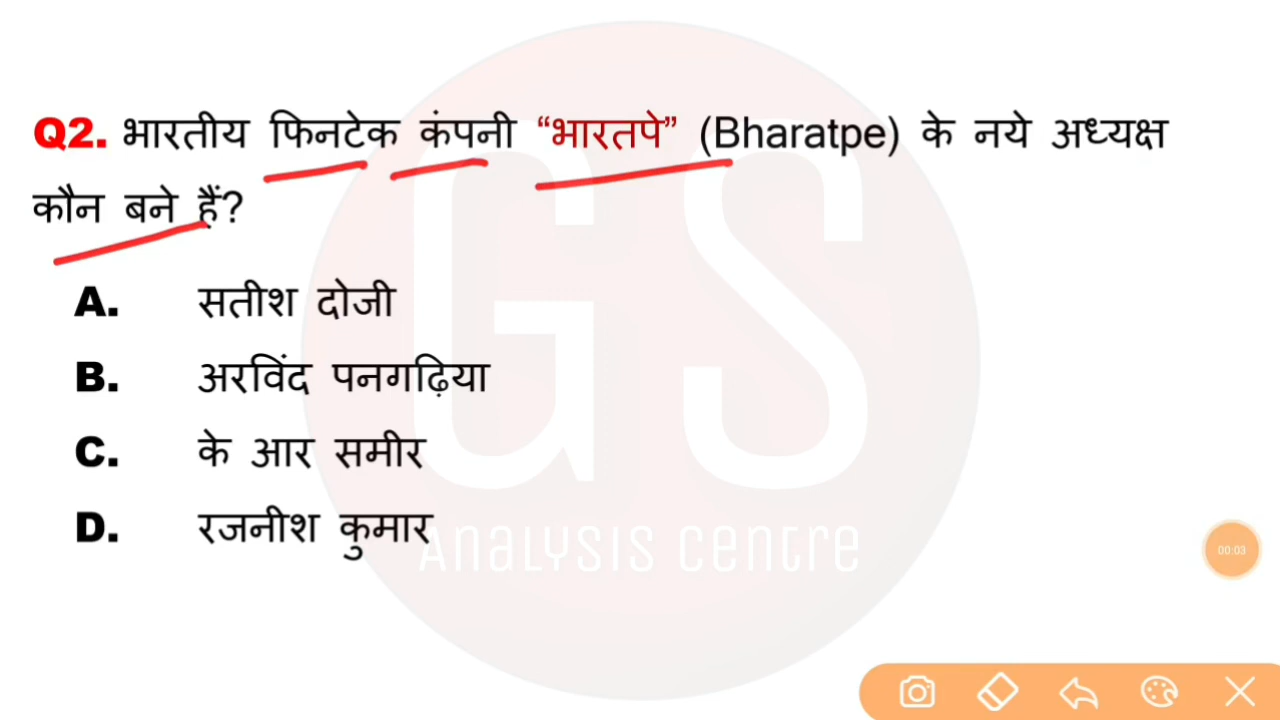 Q2. भारतीय फिनटेक कंपनी “भारतपे” (Bharatpe) के नये अध्यक्ष
कौन बने हैं?
A. सतीश दोजी
B. अरविंद पनगढ़िया
C. के आर समीर
D. रजनीश कुमार
GS
Analysis Centre
00:03